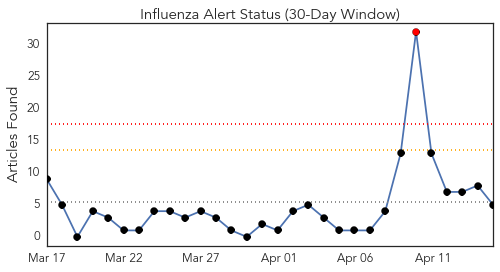 Influenza Alert Status (30-Day Window)
Articles Found
30
25
20
15
10
5
0
Mar 17 Mar 22 Mar 27 Apr 01 Apr 06 Apr 11